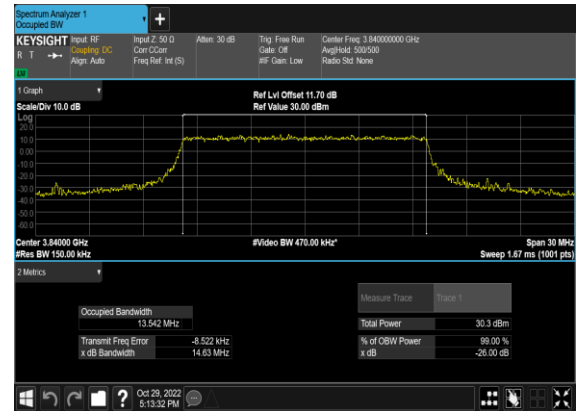 Spectrum Analyzer 1
Occupied BW
+
KEYSIGHT Input: RF Input Z: 50 Ω Atten: 30 dB Trig: Free Run Center Freq: 3.840000000 GHz
R T Coupling: DC Corr CCorr Gate: Off Avg|Hold: 500/500
Align: Auto Freq Ref: Int (S) #IF Gain: Low Radio Std: None
1 Graph
Ref Lvl Offset 11.70 dB
Scale/Div 10.0 dB Ref Value 30.00 dBm
Log
20.0
10.0
0.00
-10.0
-20.0
-30.0
-40.0
-50.0
-60.0
Center 3.84000 GHz #Video BW 470.00 kHz* Span 30 MHz
#Res BW 150.00 kHz Sweep 1.67 ms (1001 pts)
2 Metrics
Measure Trace Trace 1
Occupied Bandwidth
13.542 MHz Total Power 30.3 dBm
Transmit Freq Error -8.522 kHz % of OBW Power 99.00 %
x dB Bandwidth 14.63 MHz x dB -26.00 dB
? Oct 29, 2022
5:13:32 PM